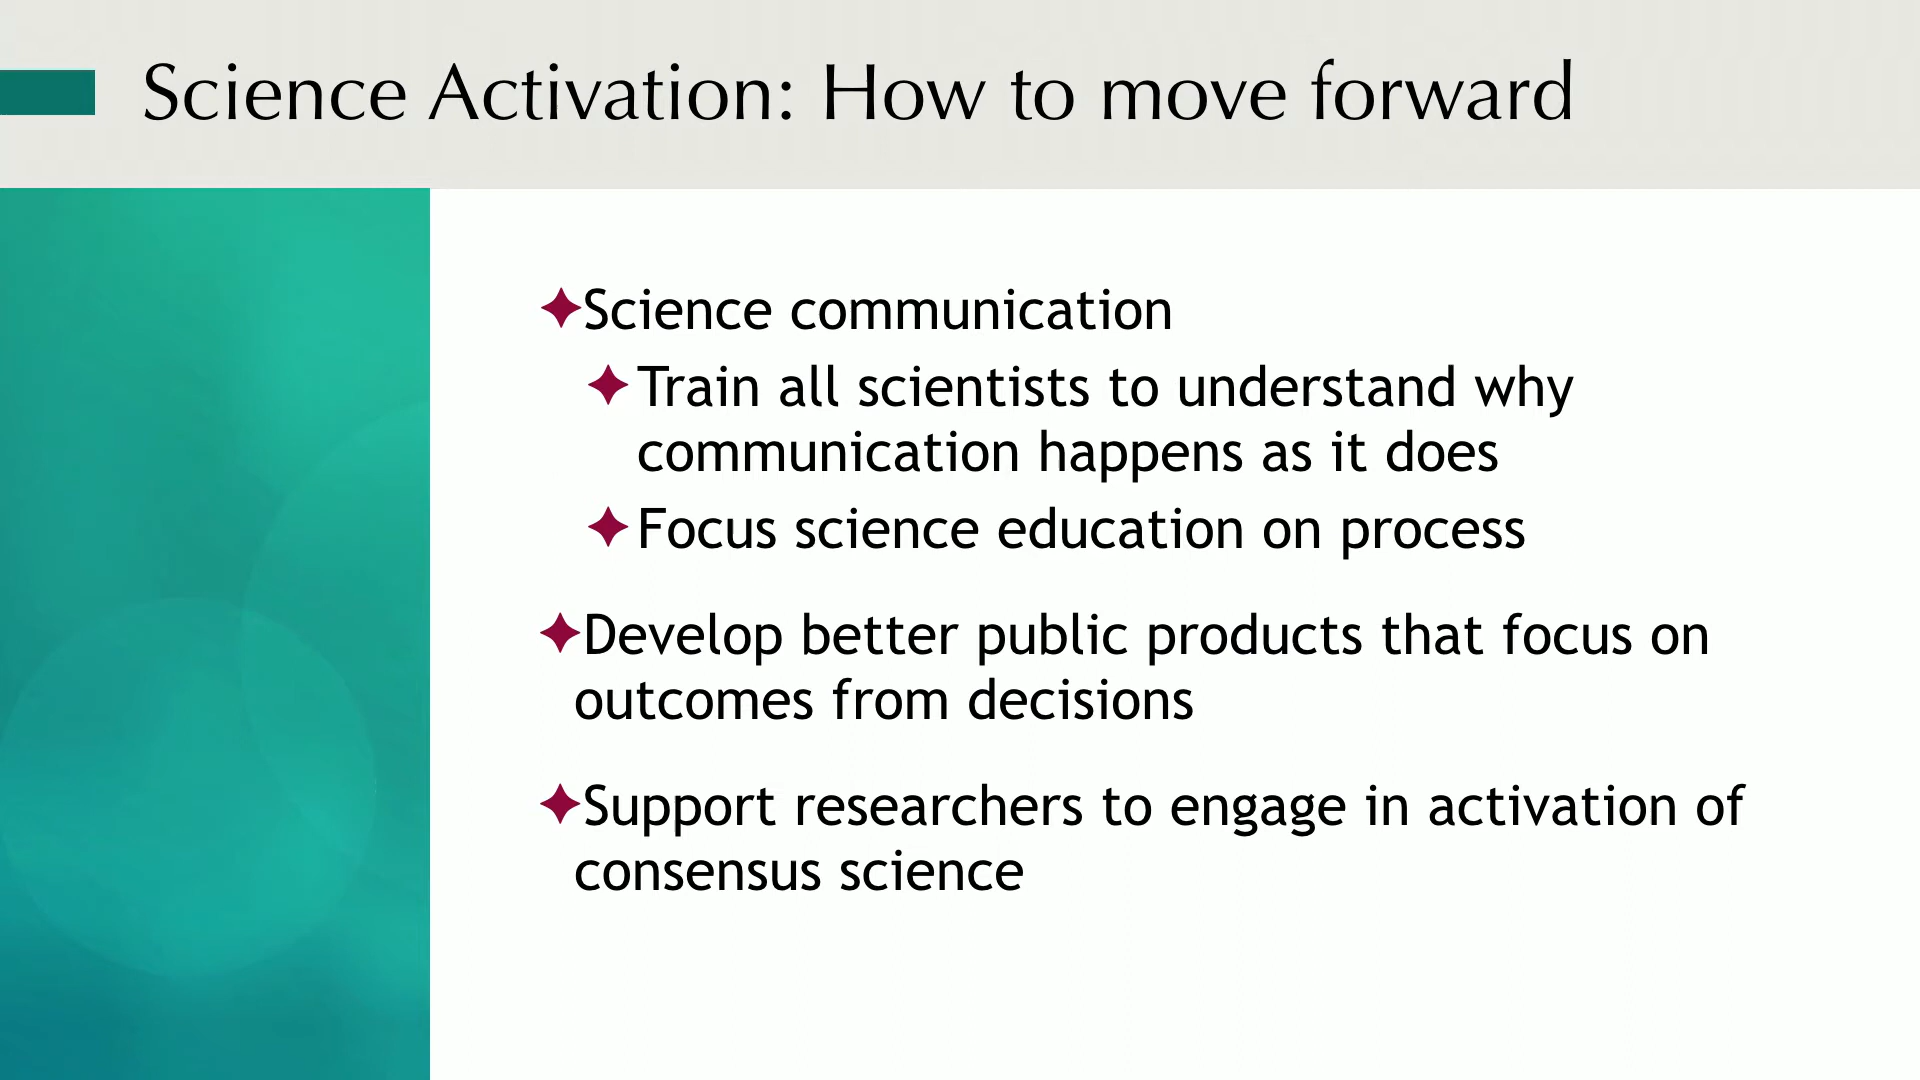 Science Activation: How to move forward
✦Science communication
✦Train all scientists to understand why
communication happens as it does
✦Focus science education on process
✦Develop better public products that focus on
outcomes from decisions
✦Support researchers to engage in activation of
consensus science